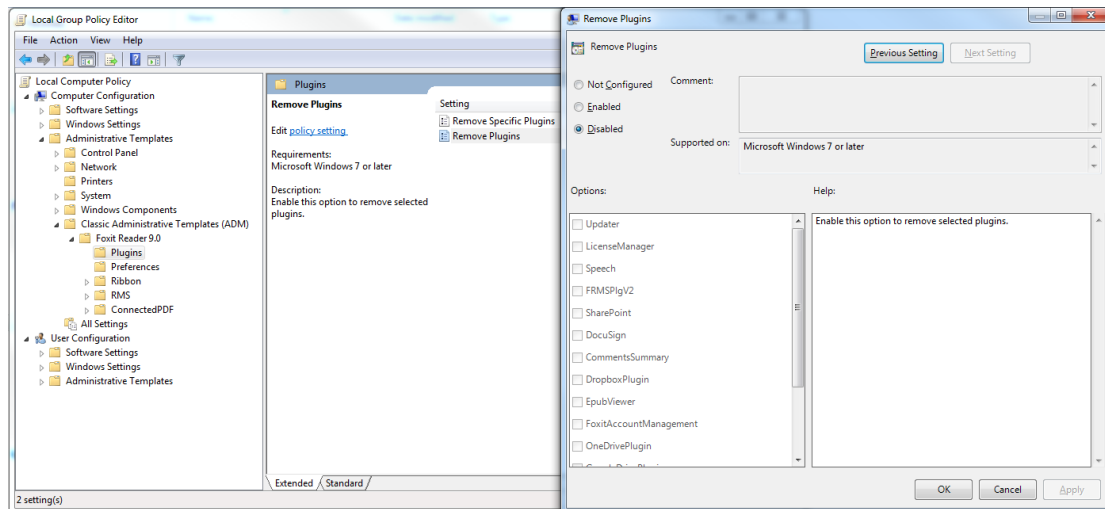 Local Group Policy Editor
File Action View Help
Local Computer Policy
Computer Configuration
Software Settings
Windows Settings
Administrative Templates
Control Panel
Network
Printers
System
Windows Components
Classic Administrative Templates (ADM)
Foxit Reader 9.0
Plugins
Preferences
Ribbon
RMS
ConnectedPDF
All Settings
User Configuration
Software Settings
Windows Settings
Administrative Templates
Plugins
Remove Plugins
Edit policy setting
Requirements:
Microsoft Windows 7 or later
Description:
Enable this option to remove selected
plugins.
Setting
Remove Specific Plugins
Remove Plugins
Extended Standard
2 setting(s)
Remove Plugins
Remove Plugins
Previous Setting Next Setting
Not Configured
Enabled
Disabled
Comment:
Supported on:
Microsoft Windows 7 or later
Options:
Help:
Updater
LicenseManager
Speech
FRMSPlgV2
SharePoint
DocuSign
CommentsSummary
DropboxPlugin
EpubViewer
FoxitAccountManagement
OneDrivePlugin
Enable this option to remove selected plugins.
OK Cancel Apply